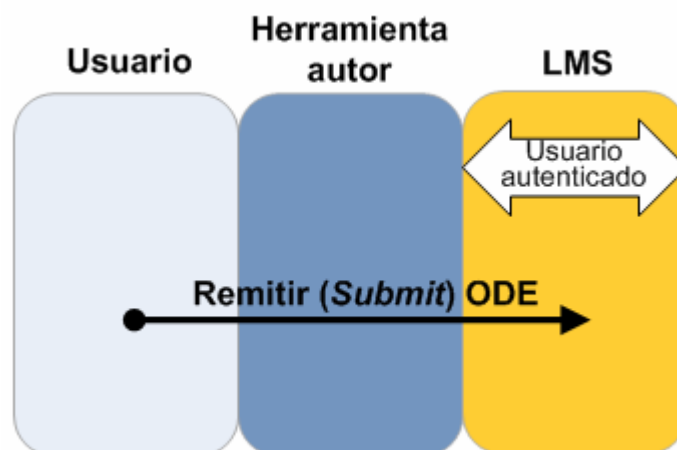 Usuario
Herramienta
autor
LMS
Usuario
autenticado
Remitir (Submit) ODE